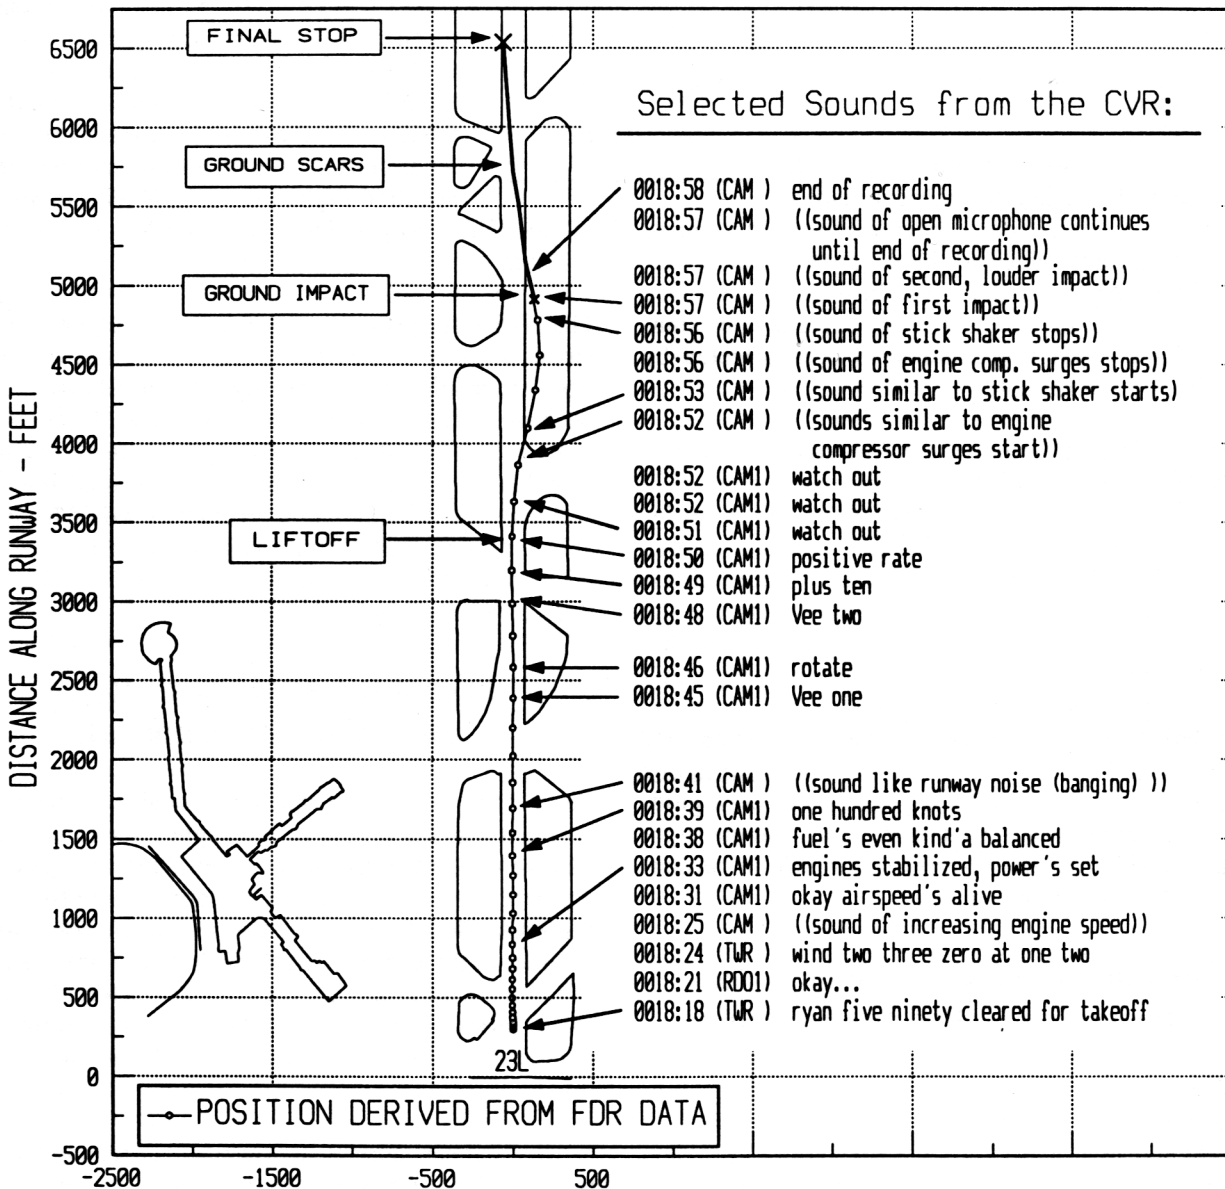 6500
6000
5500
5000
4500
4000
3500
3000
2500
2000
1500
1000
500
0
-500
DISTANCE ALONG RUNWAY - FEET
-2500
-1500
-500
500
FINAL STOP
GROUND SCARS
GROUND IMPACT
LIFTOFF
23L
POSITION DERIVED FROM FDR DATA
Selected Sounds from the CVR:
0018:58 (CAM ) end of recording
0018:57 (CAM ) ((sound of open microphone continues
until end of recording))
0018:57 (CAM ) ((sound of second, louder impact))
0018:57 (CAM ) ((sound of first impact))
0018:56 (CAM ) ((sound of stick shaker stops))
0018:56 (CAM ) ((sound of engine comp. surges stops))
0018:53 (CAM ) ((sound similar to stick shaker starts)
0018:52 (CAM ) ((sounds similar to engine
compressor surges start))
0018:52 (CAM1) watch out
0018:52 (CAM1) watch out
0018:51 (CAM1) watch out
0018:50 (CAM1) positive rate
0018:49 (CAM1) plus ten
0018:48 (CAM1) Vee two
0018:46 (CAM1) rotate
0018:45 (CAM1) Vee one
0018:41 (CAM ) ((sound like runway noise (banging) ))
0018:39 (CAM1) one hundred knots
0018:38 (CAM1) fuel's even kind'a balanced
0018:33 (CAM1) engines stabilized, power's set
0018:31 (CAM1) okay airspeed's alive
0018:25 (CAM ) ((sound of increasing engine speed))
0018:24 (TWR ) wind two three zero at one two
0018:21 (RDO1) okay...
0018:18 (TWR ) ryan five ninety cleared for takeoff